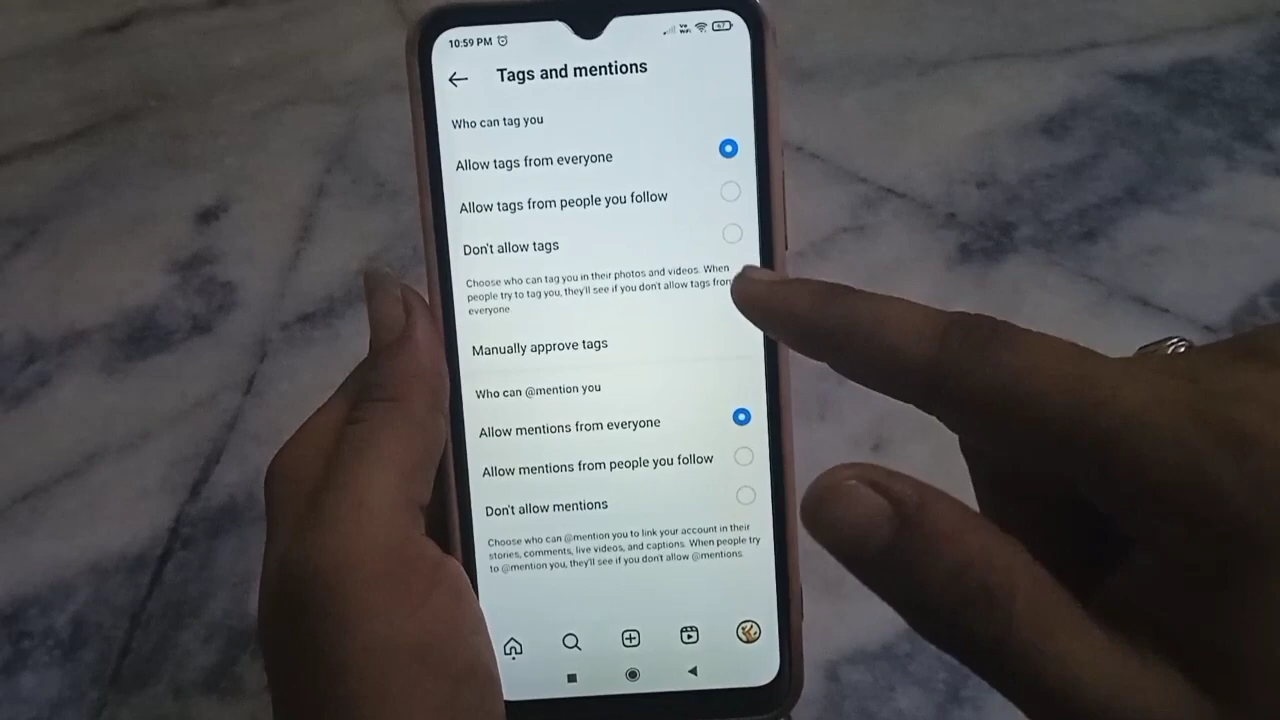 10:59 PM
Vo
WiFi
67
Tags and mentions
Who can tag you
Allow tags from everyone
Allow tags from people you follow
Don't allow tags
Choose who can tag you in their photos and videos. When
people try to tag you, they'll see if you don't allow tags from
everyone
Manually approve tags
Who can @mention you
Allow mentions from everyone
Allow mentions from people you follow
Don't allow mentions
Choose who can @mention you to link your account in their
stories, comments, live videos, and captions. When people try
to @mention you, they'll see if you don't allow @mentions